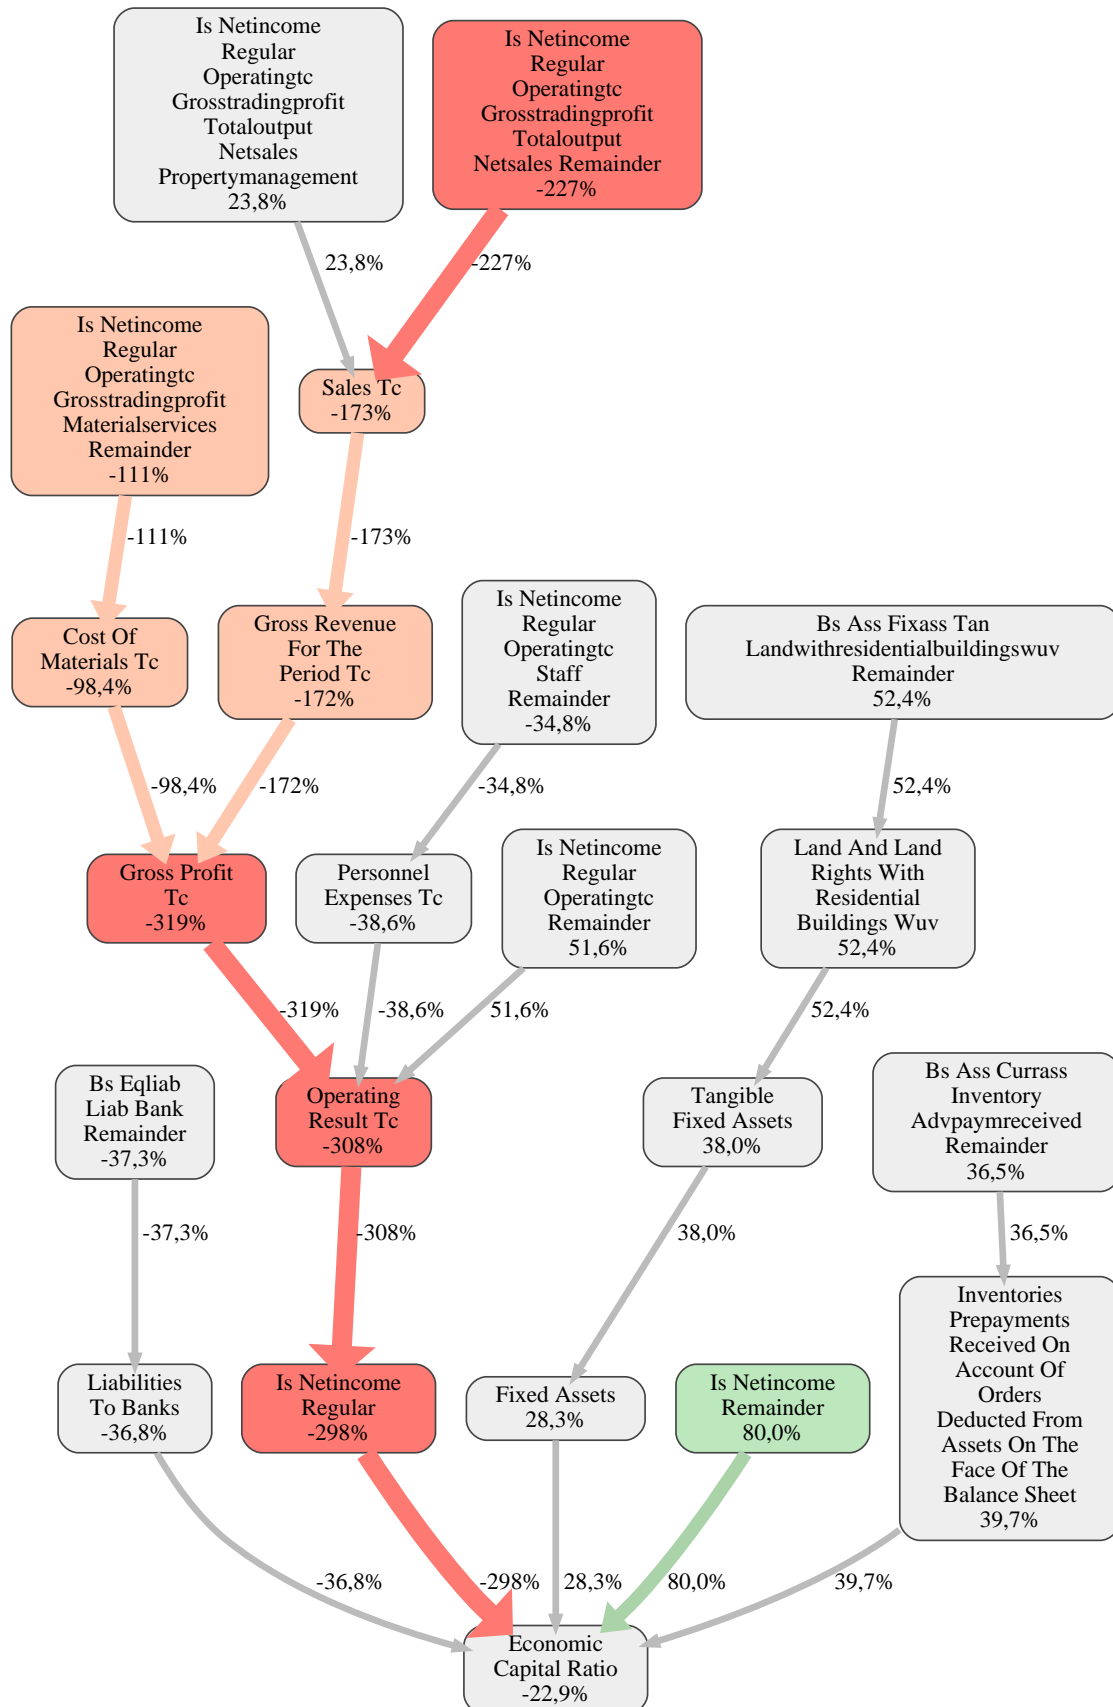 Is Netincome
Regular
Operatingtc
Grosstradingprofit
Totaloutput
Netsales
Propertymanagement
23,8%
Is Netincome
Regular
Operatingtc
Grosstradingprofit
Totaloutput
Netsales Remainder
-227%
23,8%
-227%
Is Netincome
Regular
Operatingtc
Grosstradingprofit
Materialservices
Remainder
-111%
Sales Tc
-173%
-111%
-173%
Cost Of
Materials Tc
-98,4%
Gross Revenue
For The
Period Tc
-172%
Is Netincome
Regular
Operatingtc
Staff
Remainder
-34,8%
Bs Ass Fixass Tan
Landwithresidentialbuildingswuv
Remainder
52,4%
-98,4%
-172%
-34,8%
52,4%
Gross Profit
Tc
-319%
Personnel
Expenses Tc
-38,6%
Is Netincome
Regular
Operatingtc
Remainder
51,6%
Land And Land
Rights With
Residential
Buildings Wuv
52,4%
-319%
-38,6%
51,6%
52,4%
Bs Eqliab
Liab Bank
Remainder
-37,3%
Operating
Result Tc
-308%
Tangible
Fixed Assets
38,0%
Bs Ass Currass
Inventory
Advpaymreceived
Remainder
36,5%
-37,3%
-308%
38,0%
36,5%
Liabilities
To Banks
-36,8%
Is Netincome
Regular
-298%
Fixed Assets
28,3%
Is Netincome
Remainder
80,0%
Inventories
Prepayments
Received On
Account Of
Orders
Deducted From
Assets On The
Face Of The
Balance Sheet
39,7%
-36,8%
-298%
28,3%
80,0%
39,7%
Economic
Capital Ratio
-22,9%